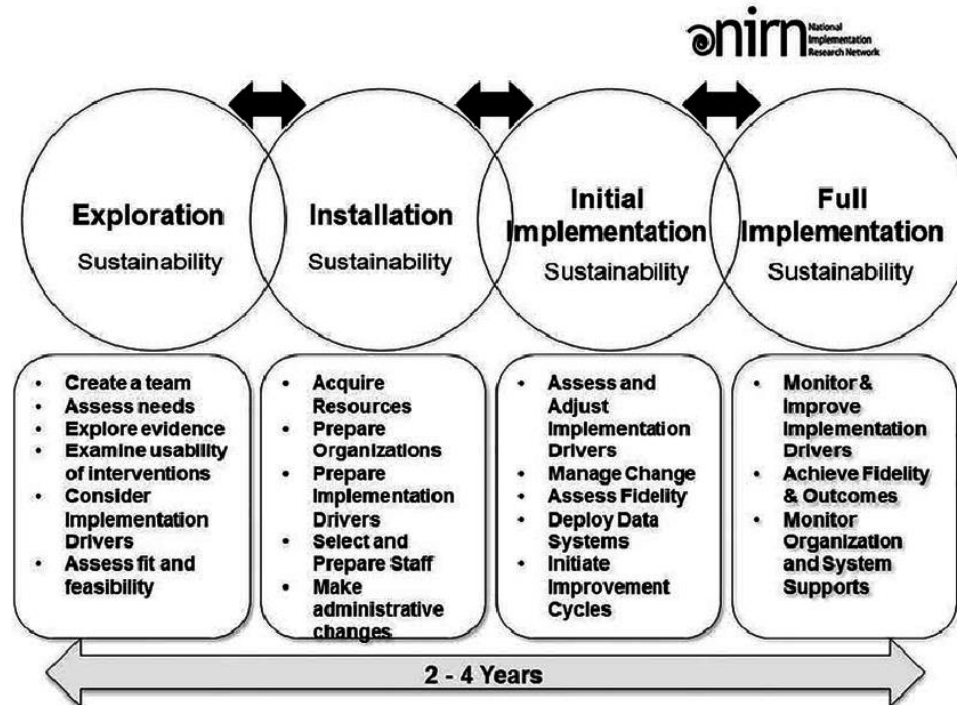 nirn
National
Implementation
Research Network
Exploration
Sustainability
Installation
Sustainability
Initial
Implementation
Sustainability
Full
Implementation
Sustainability
• Create a team
• Assess needs
• Explore evidence
• Examine usability
of interventions
• Consider
Implementation
Drivers
• Assess fit and
feasibility
• Acquire
Resources
• Prepare
Organizations
• Prepare
Implementation
Drivers
• Select and
Prepare Staff
• Make
administrative
changes
• Assess and
Adjust
Implementation
Drivers
• Manage Change
• Assess Fidelity
• Deploy Data
Systems
• Initiate
Improvement
Cycles
• Monitor &
Improve
Implementation
Drivers
• Achieve Fidelity
& Outcomes
• Monitor
Organization
and System
Supports
2 - 4 Years